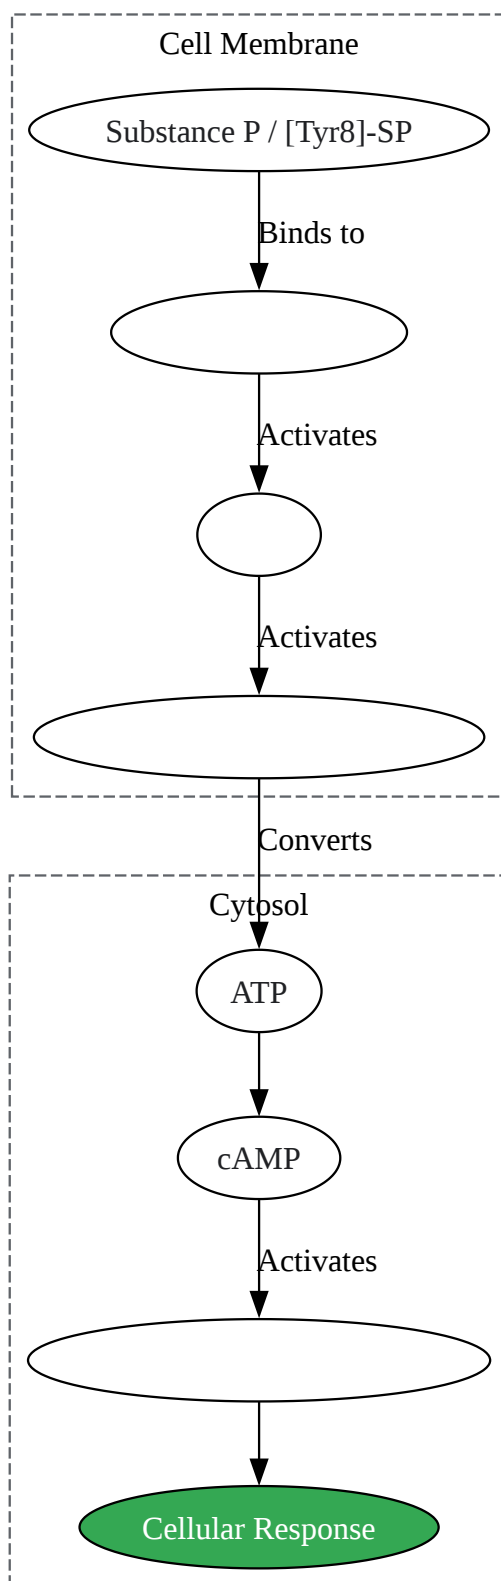 Cell Membrane
Substance P / [Tyr8]-SP
Binds to
Activates
Activates
Converts
Cytosol
ATP
cAMP
Activates
Cellular Response